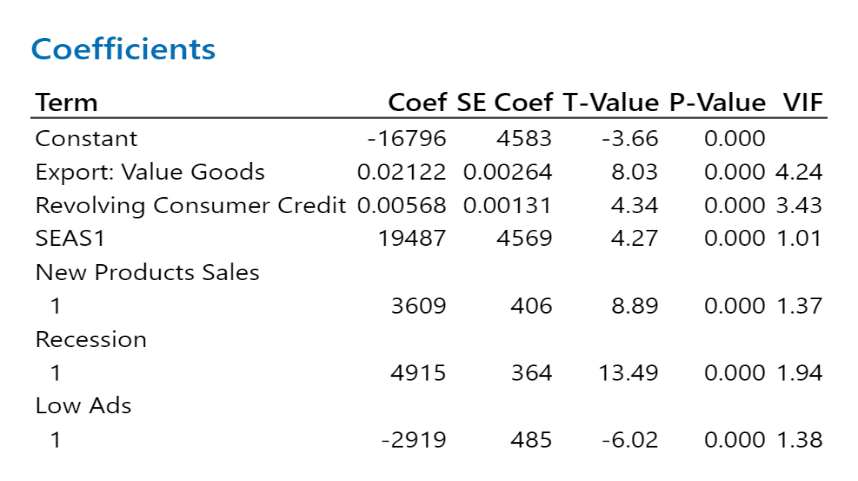 Coefficients
Term Coef SE Coef T-Value P-Value VIF
Constant -16796 4583 -3.66 0.000
Export: Value Goods 0.02122 0.00264 8.03 0.000 4.24
Revolving Consumer Credit 0.00568 0.00131 4.34 0.000 3.43
SEAS1 19487 4569 4.27 0.000 1.01
New Products Sales
1 3609 406 8.89 0.000 1.37
Recession
1 4915 364 13.49 0.000 1.94
Low Ads
1 -2919 485 -6.02 0.000 1.38